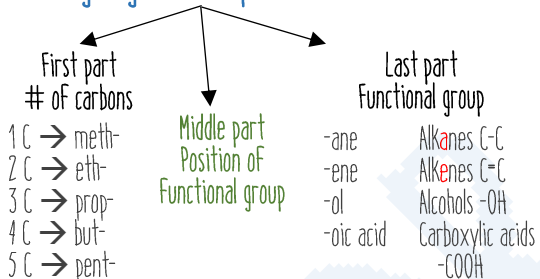 First part
# of carbons
1 C → meth-
2 C → eth-
3 C → prop-
4 C → but-
5 C → pent-
Middle part
Position of
Functional group
Last part
Functional group
-ane Alkanes C-C
-ene Alkenes C=C
-ol Alcohols -OH
-oic acid Carboxylic acids
-COOH